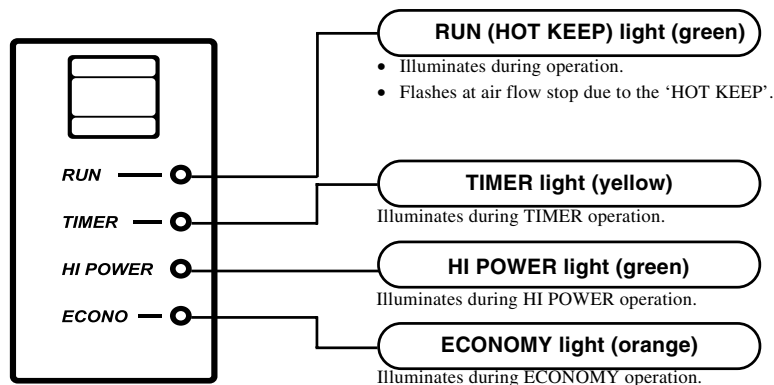 RUN (HOT KEEP) light (green)
• Illuminates during operation.
• Flashes at air flow stop due to the ‘HOT KEEP’.
RUN
TIMER
HI POWER
ECONO
TIMER light (yellow)
Illuminates during TIMER operation.
HI POWER light (green)
Illuminates during HI POWER operation.
ECONOMY light (orange)
Illuminates during ECONOMY operation.